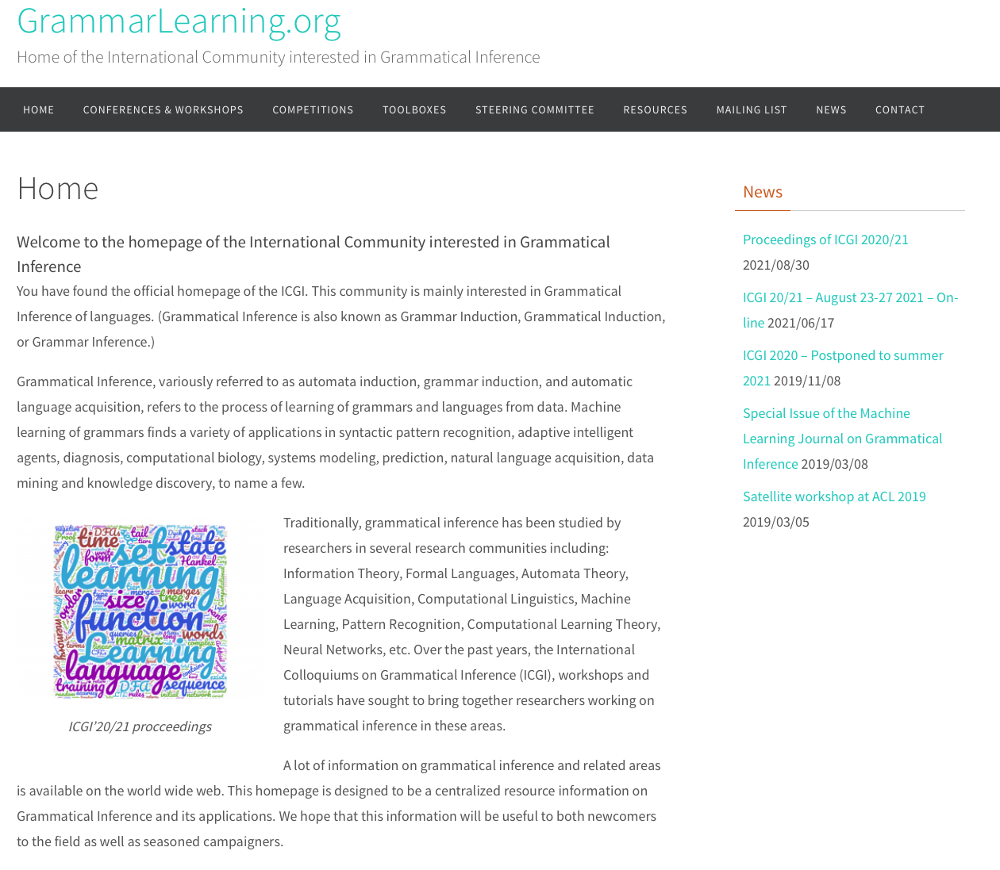 GrammarLearning.org
Home of the International Community interested in Grammatical Inference
HOME CONFERENCES & WORKSHOPS COMPETITIONS TOOLBOXES STEERING COMMITTEE RESOURCES MAILING LIST NEWS CONTACT
Home
Welcome to the homepage of the International Community interested in Grammatical
Inference
You have found the official homepage of the ICGI. This community is mainly interested in Grammatical
Inference of languages. (Grammatical Inference is also known as Grammar Induction, Grammatical Induction,
or Grammar Inference.)
Grammatical Inference, variously referred to as automata induction, grammar induction, and automatic
language acquisition, refers to the process of learning of grammars and languages from data. Machine
learning of grammars finds a variety of applications in syntactic pattern recognition, adaptive intelligent
agents, diagnosis, computational biology, systems modeling, prediction, natural language acquisition, data
mining and knowledge discovery, to name a few.
time
DFA
tail
set
state
form
Hankel
learning
merge
merges
order
size
tree
word
function
rank
queries
memory
matrix
words
terms
linear
complex
Learning
language
training
DFA
sequence
rules
initial
network
ICGI’20/21 procceedings
Traditionally, grammatical inference has been studied by
researchers in several research communities including:
Information Theory, Formal Languages, Automata Theory,
Language Acquisition, Computational Linguistics, Machine
Learning, Pattern Recognition, Computational Learning Theory,
Neural Networks, etc. Over the past years, the International
Colloquiums on Grammatical Inference (ICGI), workshops and
tutorials have sought to bring together researchers working on
grammatical inference in these areas.
A lot of information on grammatical inference and related areas
is available on the world wide web. This homepage is designed to be a centralized resource information on
Grammatical Inference and its applications. We hope that this information will be useful to both newcomers
to the field as well as seasoned campaigners.
News
Proceedings of ICGI 2020/21
2021/08/30
ICGI 20/21 – August 23-27 2021 – On-
line 2021/06/17
ICGI 2020 – Postponed to summer
2021 2019/11/08
Special Issue of the Machine
Learning Journal on Grammatical
Inference 2019/03/08
Satellite workshop at ACL 2019
2019/03/05